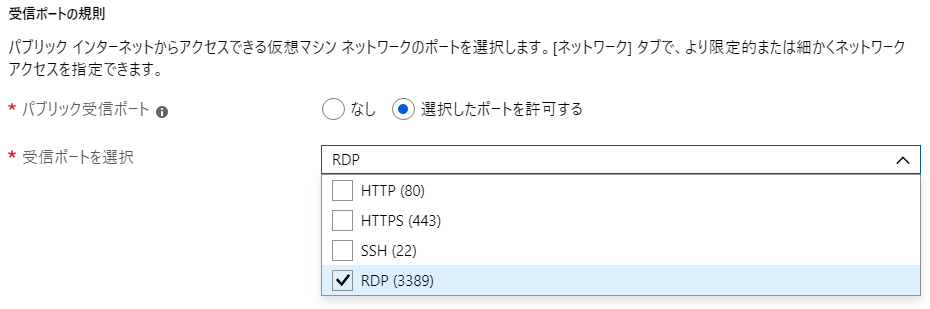 受信ポートの規則
パブリック インターネットからアクセスできる仮想マシン ネットワークのポートを選択します。[ネットワーク] タブで、より限定的または細かくネットワーク
アクセスを指定できます。
* パブリック受信ポート
なし 選択したポートを許可する
* 受信ポートを選択
RDP
HTTP (80)
HTTPS (443)
SSH (22)
RDP (3389)